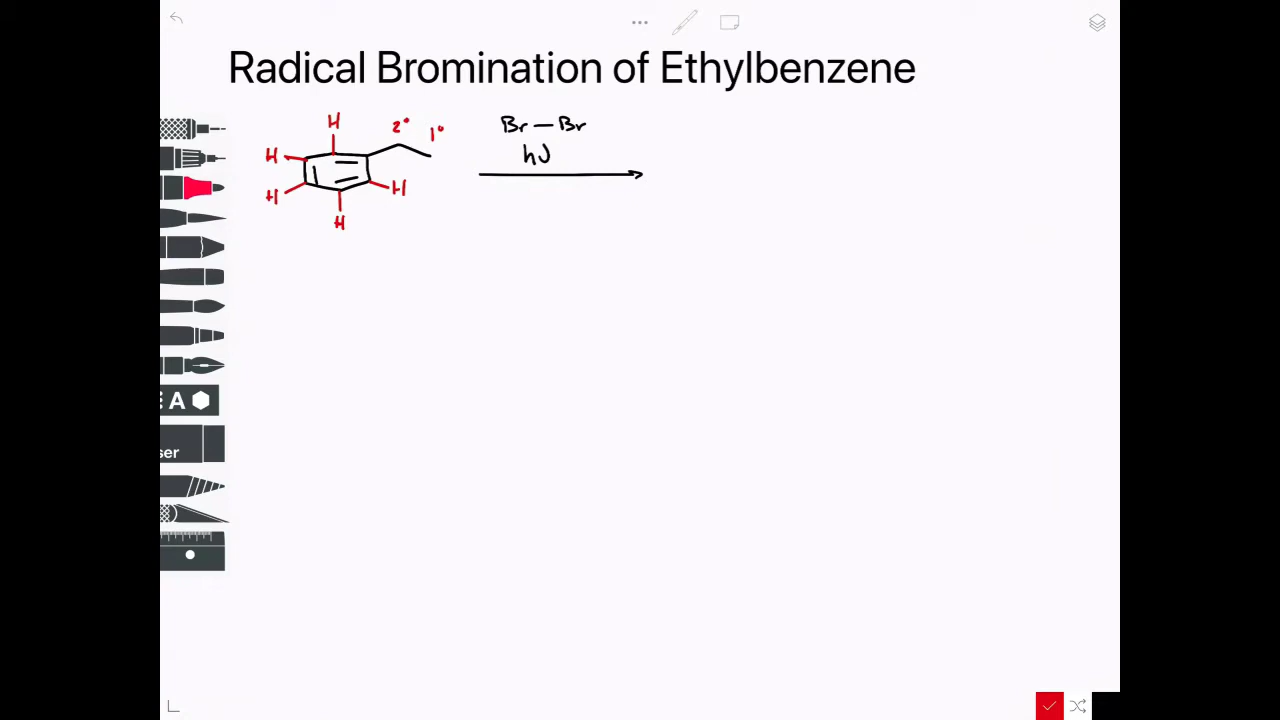 Radical Bromination of Ethylbenzene
H
2°
1°
Br — Br
H
hν
H
H
H
A
ser